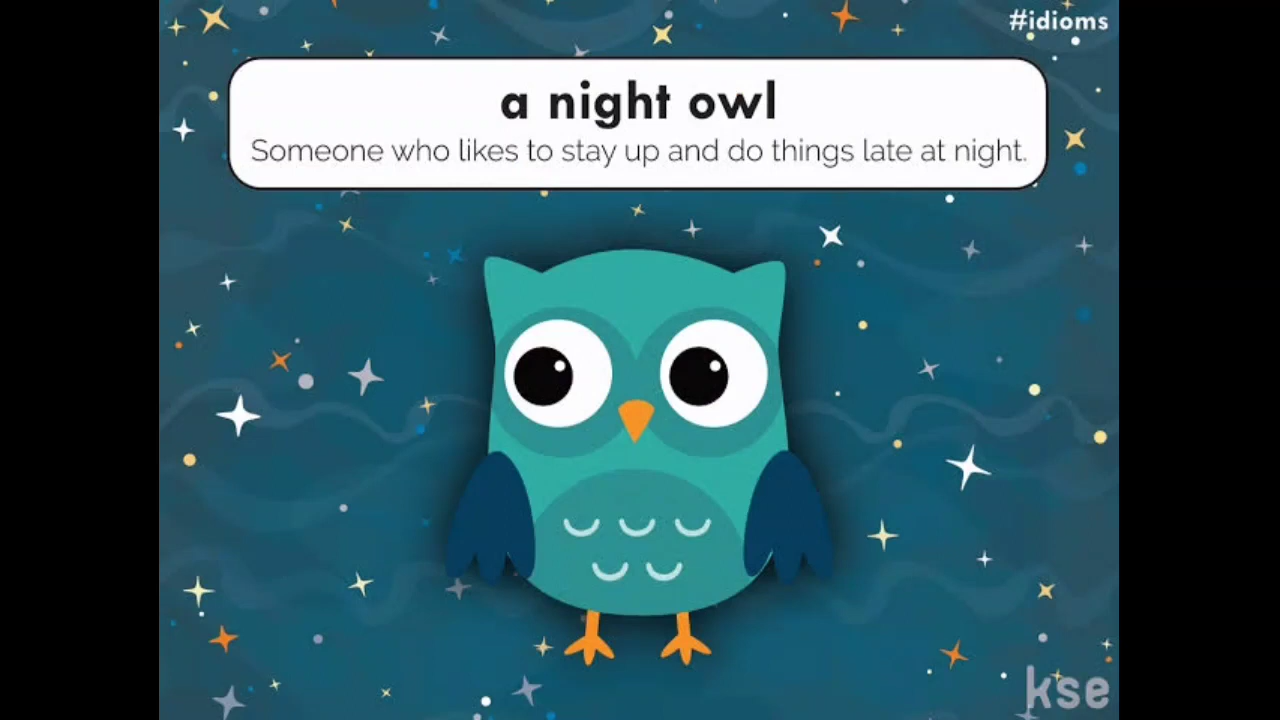 #idioms
a night owl
Someone who likes to stay up and do things late at night.
kse